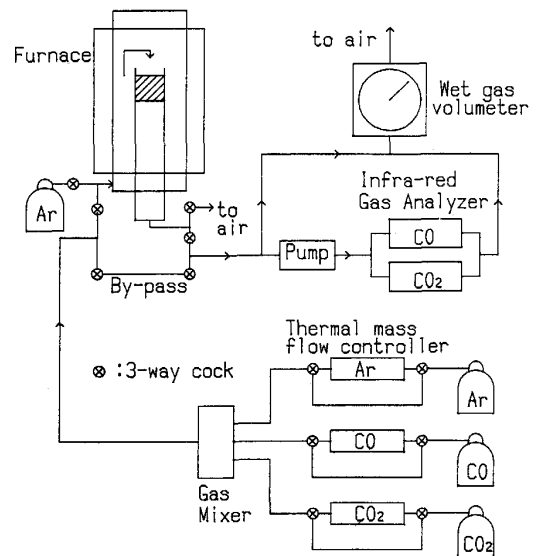 to air
Furnace
Wet gas
volumeter
Infra-red
Gas Analyzer
Ar
to
air
CO
Pump
CO₂
By-pass
Thermal mass
flow controller
⊗ :3-way cock
Ar
Ar
CO
CO
Gas
Mixer
CO₂
CO₂